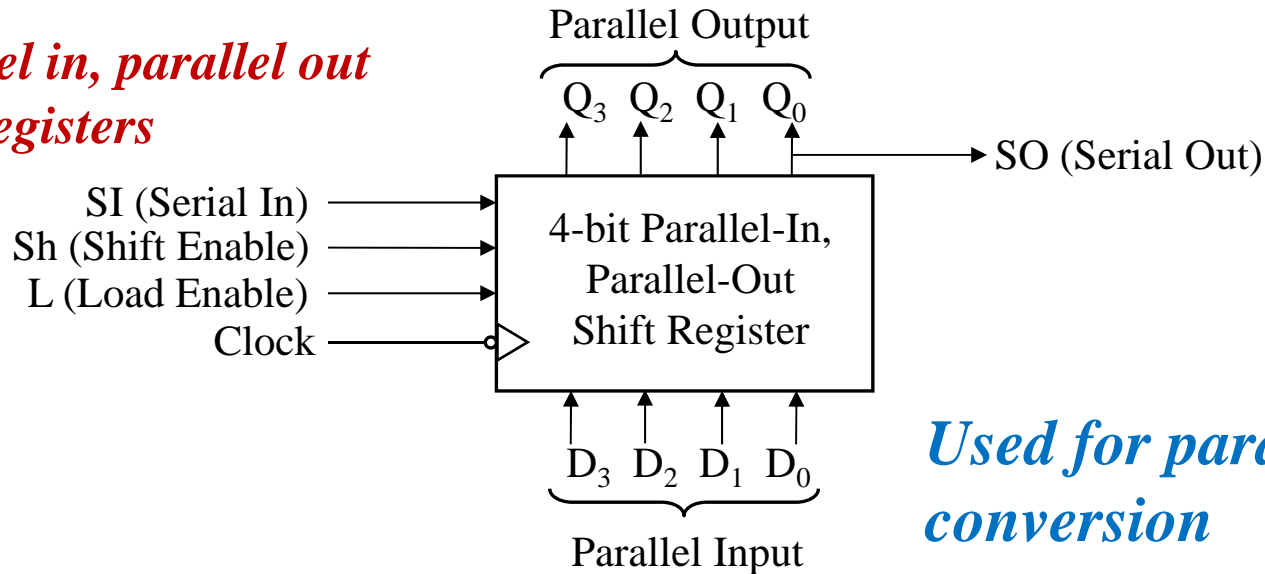 Parallel Output
el in, parallel out
egisters
Q3 Q2 Q1 Q0
SO (Serial Out)
SI (Serial In)
Sh (Shift Enable)
L (Load Enable)
Clock
4-bit Parallel-In,
Parallel-Out
Shift Register
D3 D2 D1 D0
Parallel Input
Used for para
conversion